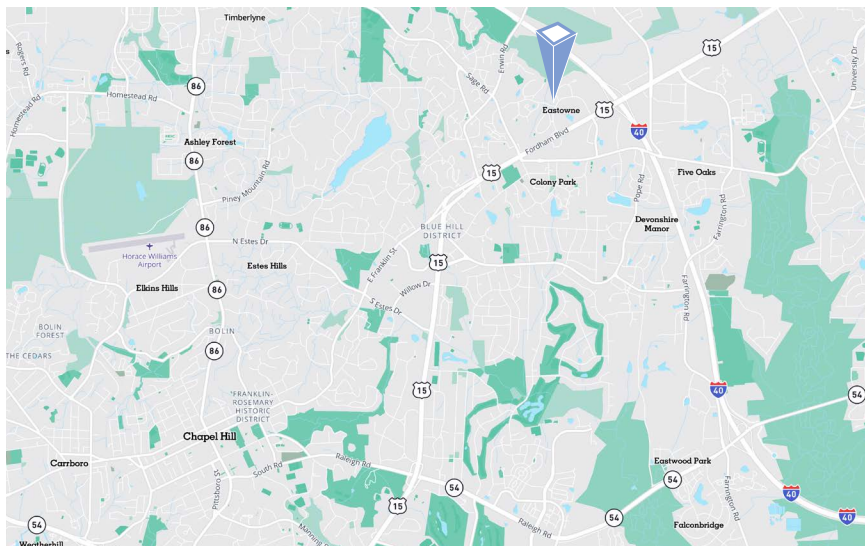 Timberlyne
Rogers Rd
Homestead Rd
Homestead Rd
86
Erwin Rd
Sage Rd
15
University Dr
Eastowne
15
40
Fordham Blvd
Ashley Forest
86
Piney Mountain Rd
15
Colony Park
Pope Rd
Five Oaks
Farrington Rd
Devonshire
Manor
86
N Estes Dr
BLUE HILL
DISTRICT
Horace Williams
Airport
Estes Hills
E Franklin St
15
Elkins Hills
86
Willow Dr
S Estes Dr
Farrington Rd
BOLIN
FOREST
BOLIN
THE CEDARS
86
15
40
54
FRANKLIN-
ROSEMARY
HISTORIC
DISTRICT
Chapel Hill
Carrboro
South Rd
Raleigh Rd
Pittsboro St
Eastwood Park
54
54
Farrington Rd
40
15
Manning
54
Raleigh Rd
54
Falconbridge
40
Weatherhill
54